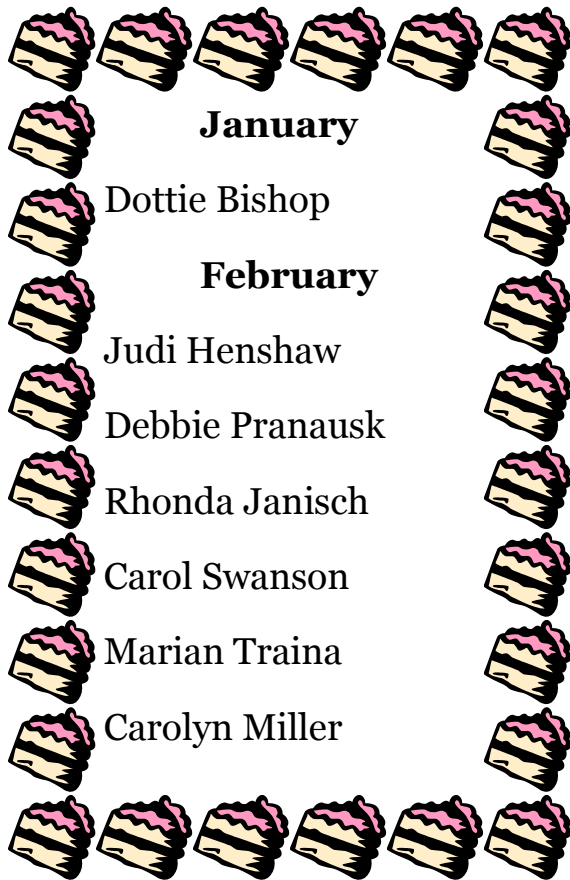 January
Dottie Bishop
February
Judi Henshaw
Debbie Pranausk
Rhonda Janisch
Carol Swanson
Marian Traina
Carolyn Miller